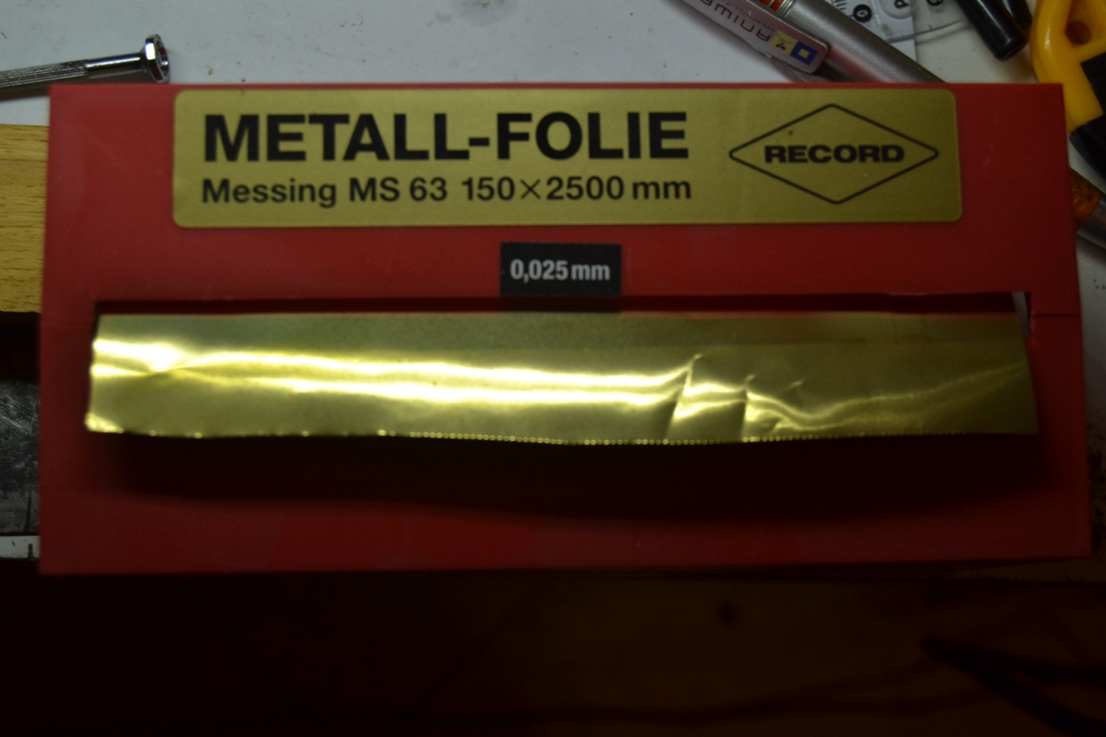 METALL-FOLIE
Messing MS 63 150×2500 mm
RECORD
0,025 mm